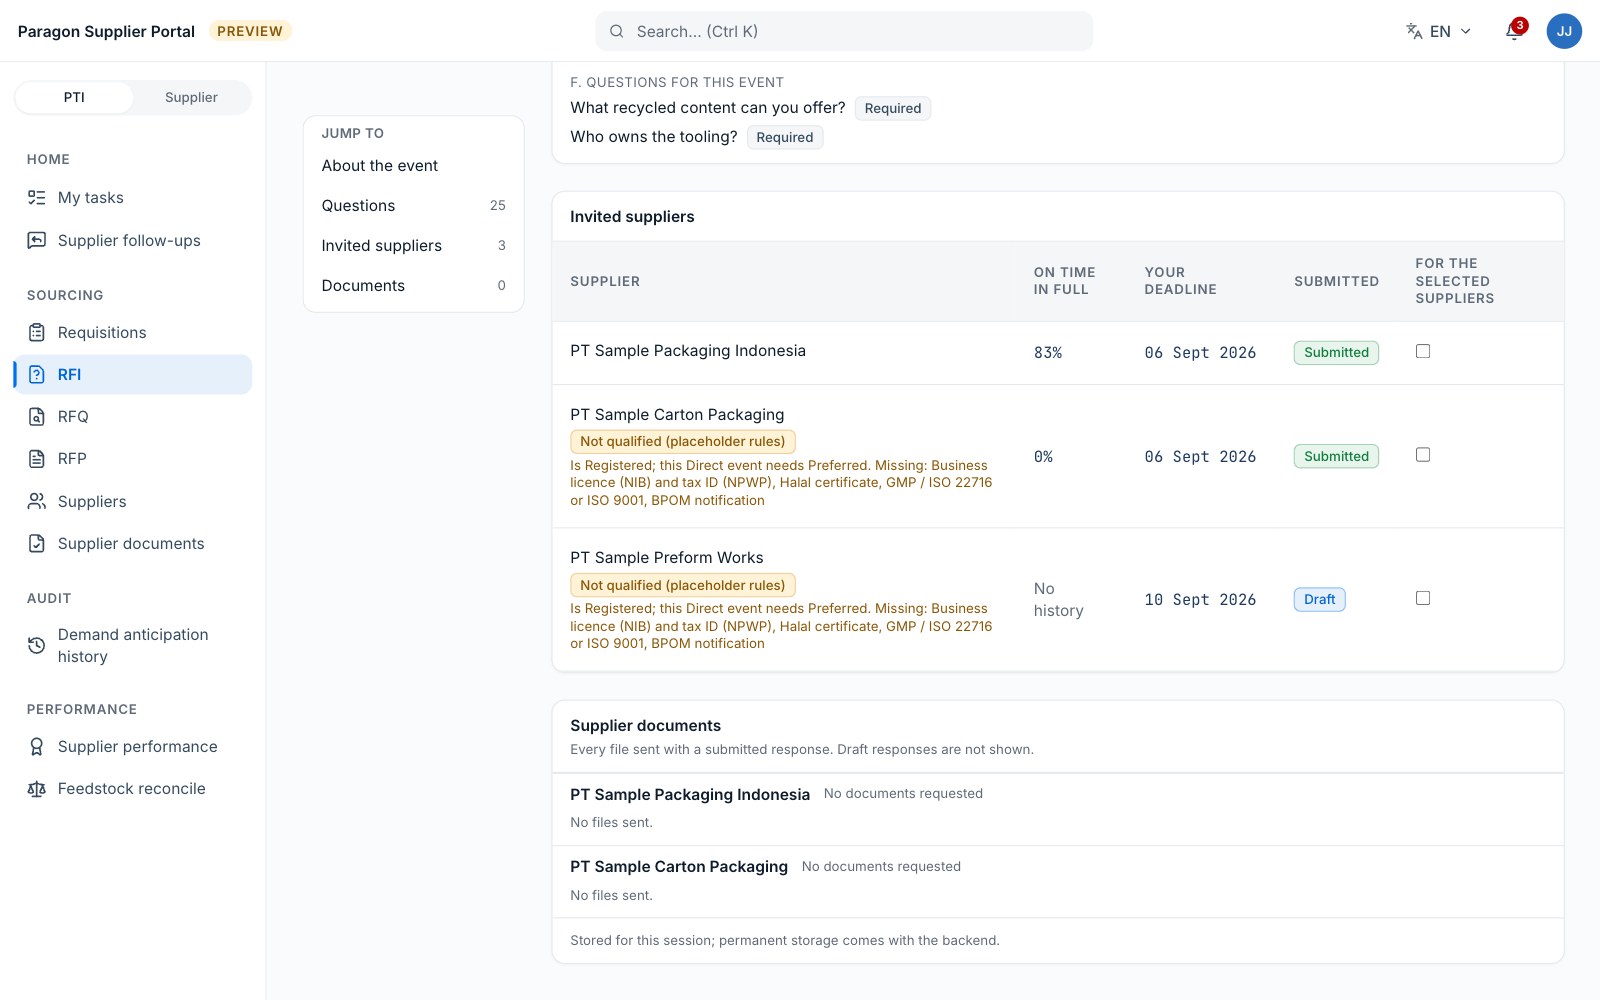 Paragon Supplier Portal
PREVIEW
Search... (Ctrl K)
EN
3
JJ
PTI
Supplier
HOME
My tasks
Supplier follow-ups
SOURCING
Requisitions
RFI
RFQ
RFP
Suppliers
Supplier documents
AUDIT
Demand anticipation
history
PERFORMANCE
Supplier performance
Feedstock reconcile
JUMP TO
About the event
Questions 25
Invited suppliers 3
Documents 0
F. QUESTIONS FOR THIS EVENT
What recycled content can you offer? Required
Who owns the tooling? Required
Invited suppliers
SUPPLIER
ON TIME
IN FULL
YOUR
DEADLINE
SUBMITTED
FOR THE
SELECTED
SUPPLIERS
PT Sample Packaging Indonesia
83%
06 Sept 2026
Submitted
PT Sample Carton Packaging
Not qualified (placeholder rules)
Is Registered; this Direct event needs Preferred. Missing: Business
licence (NIB) and tax ID (NPWP), Halal certificate, GMP / ISO 22716
or ISO 9001, BPOM notification
0%
06 Sept 2026
Submitted
PT Sample Preform Works
Not qualified (placeholder rules)
Is Registered; this Direct event needs Preferred. Missing: Business
licence (NIB) and tax ID (NPWP), Halal certificate, GMP / ISO 22716
or ISO 9001, BPOM notification
No
history
10 Sept 2026
Draft
Supplier documents
Every file sent with a submitted response. Draft responses are not shown.
PT Sample Packaging Indonesia No documents requested
No files sent.
PT Sample Carton Packaging No documents requested
No files sent.
Stored for this session; permanent storage comes with the backend.